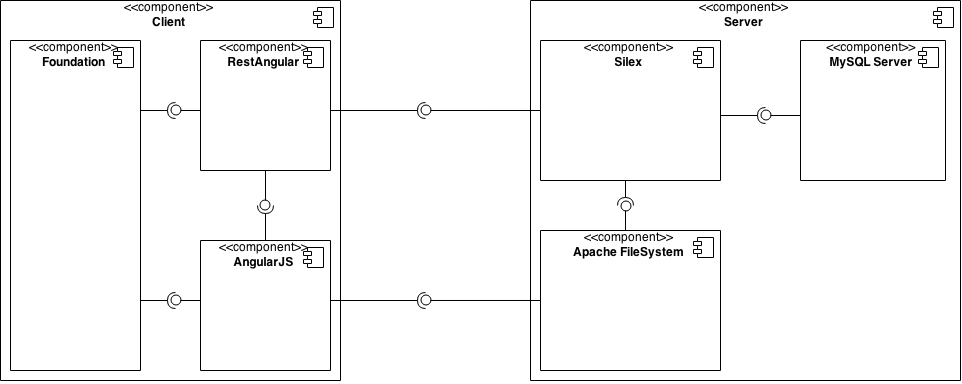 <<component>>
Client
<<component>>
Foundation
<<component>>
RestAngular
<<component>>
AngularJS
<<component>>
Server
<<component>>
Silex
<<component>>
MySQL Server
<<component>>
Apache FileSystem